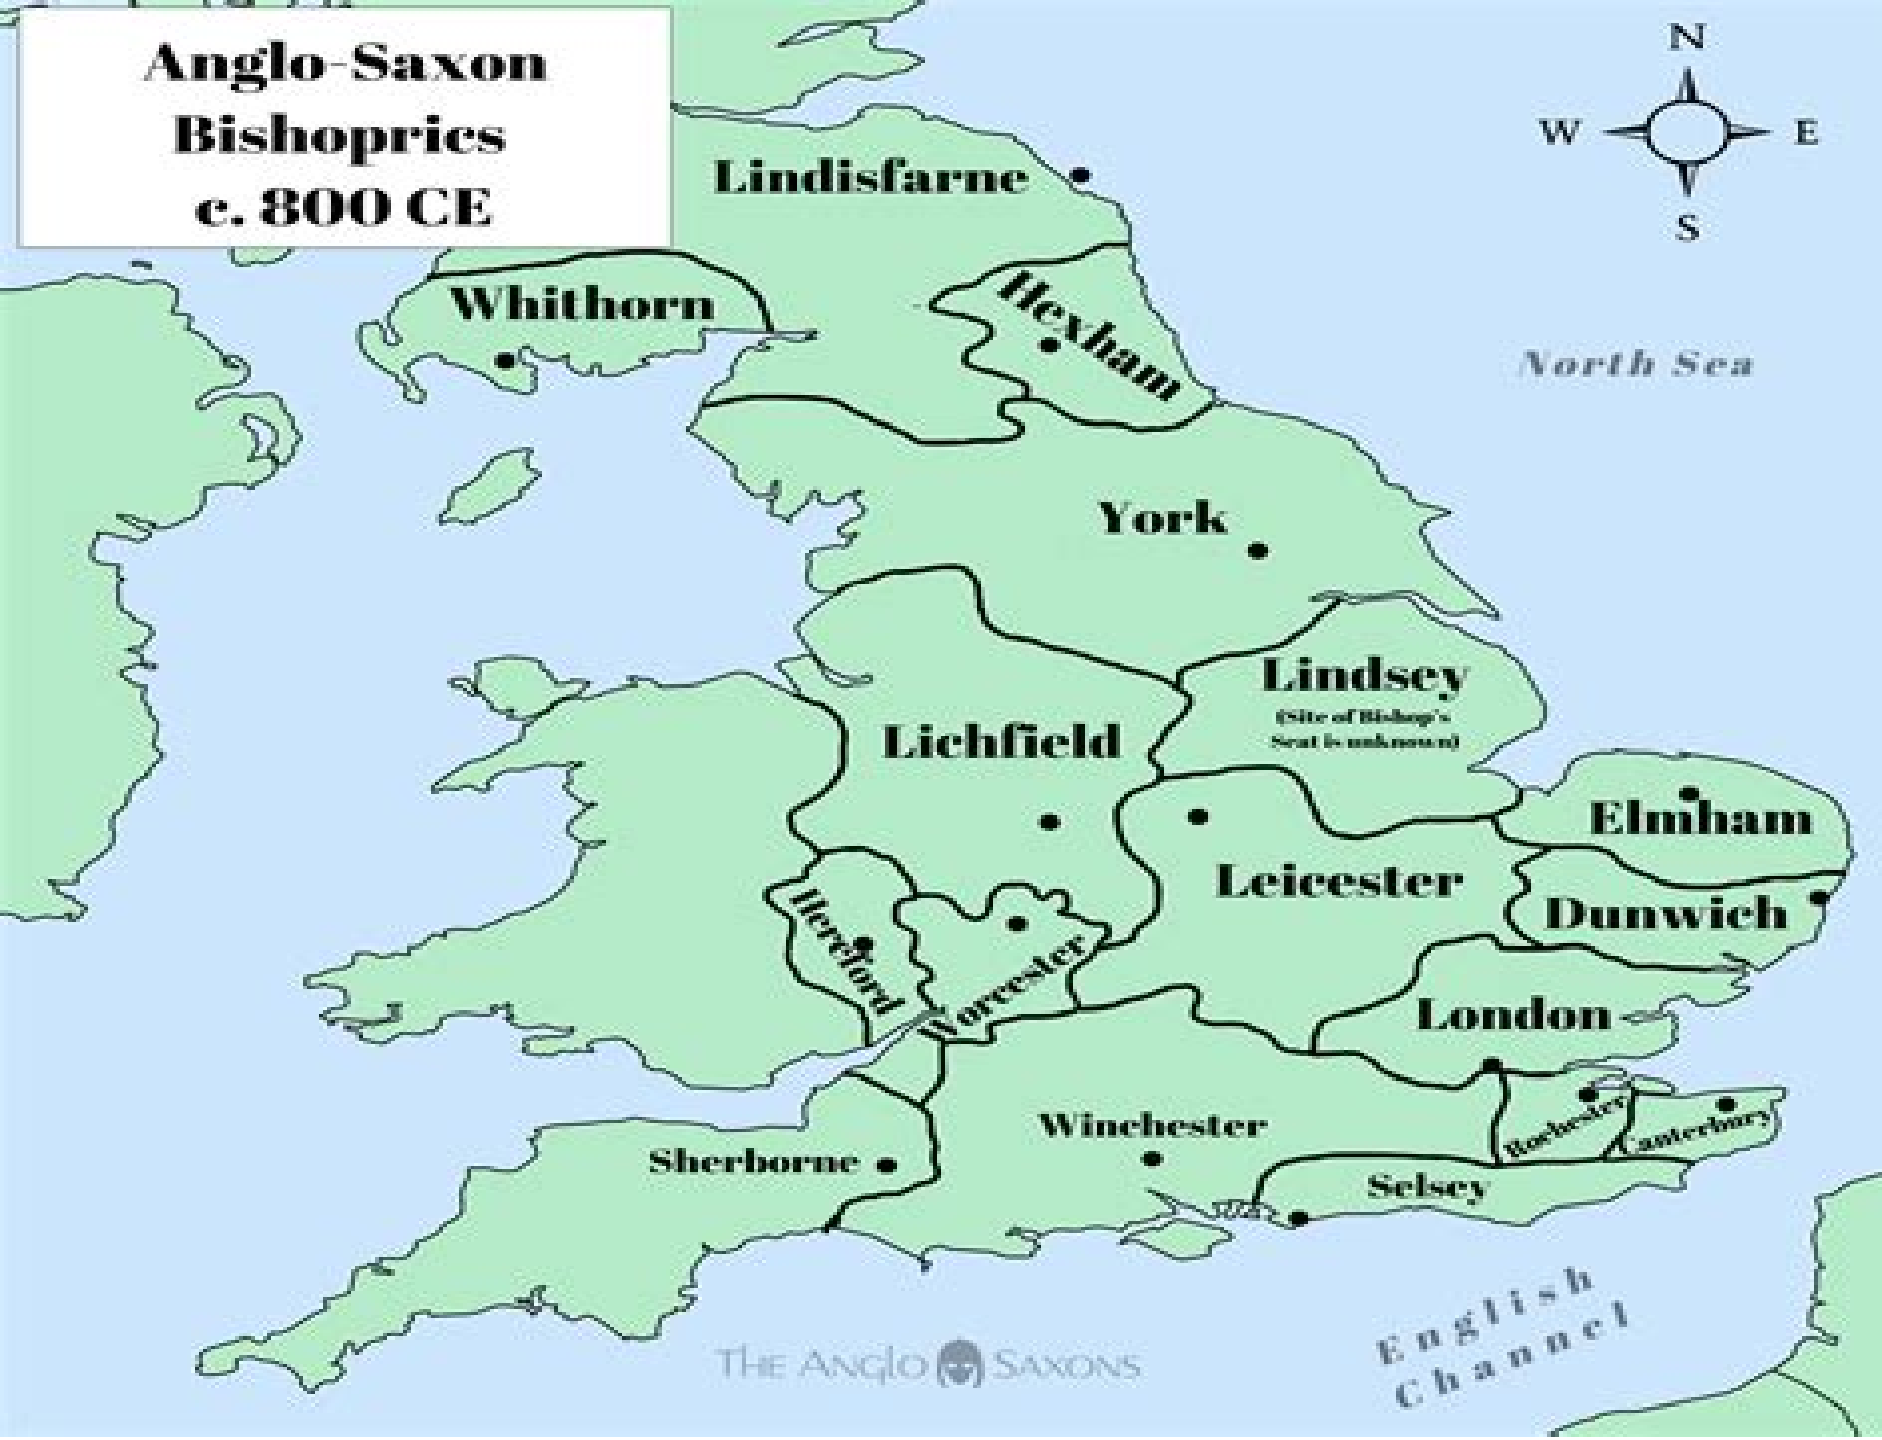 Anglo-Saxon
Bishoprics
c. 800 CE
N
W
E
S
Lindisfarne
Whithorn
Hexham
North Sea
York
Lindsey
(Site of Bishop's
Seat is unknown)
Lichfield
Elmham
Leicester
Dunwich
Hereford
Worcester
London
Winchester
Rochester
Canterbury
Sherborne
Selsey
English
Channel
THE ANGLO SAXONS